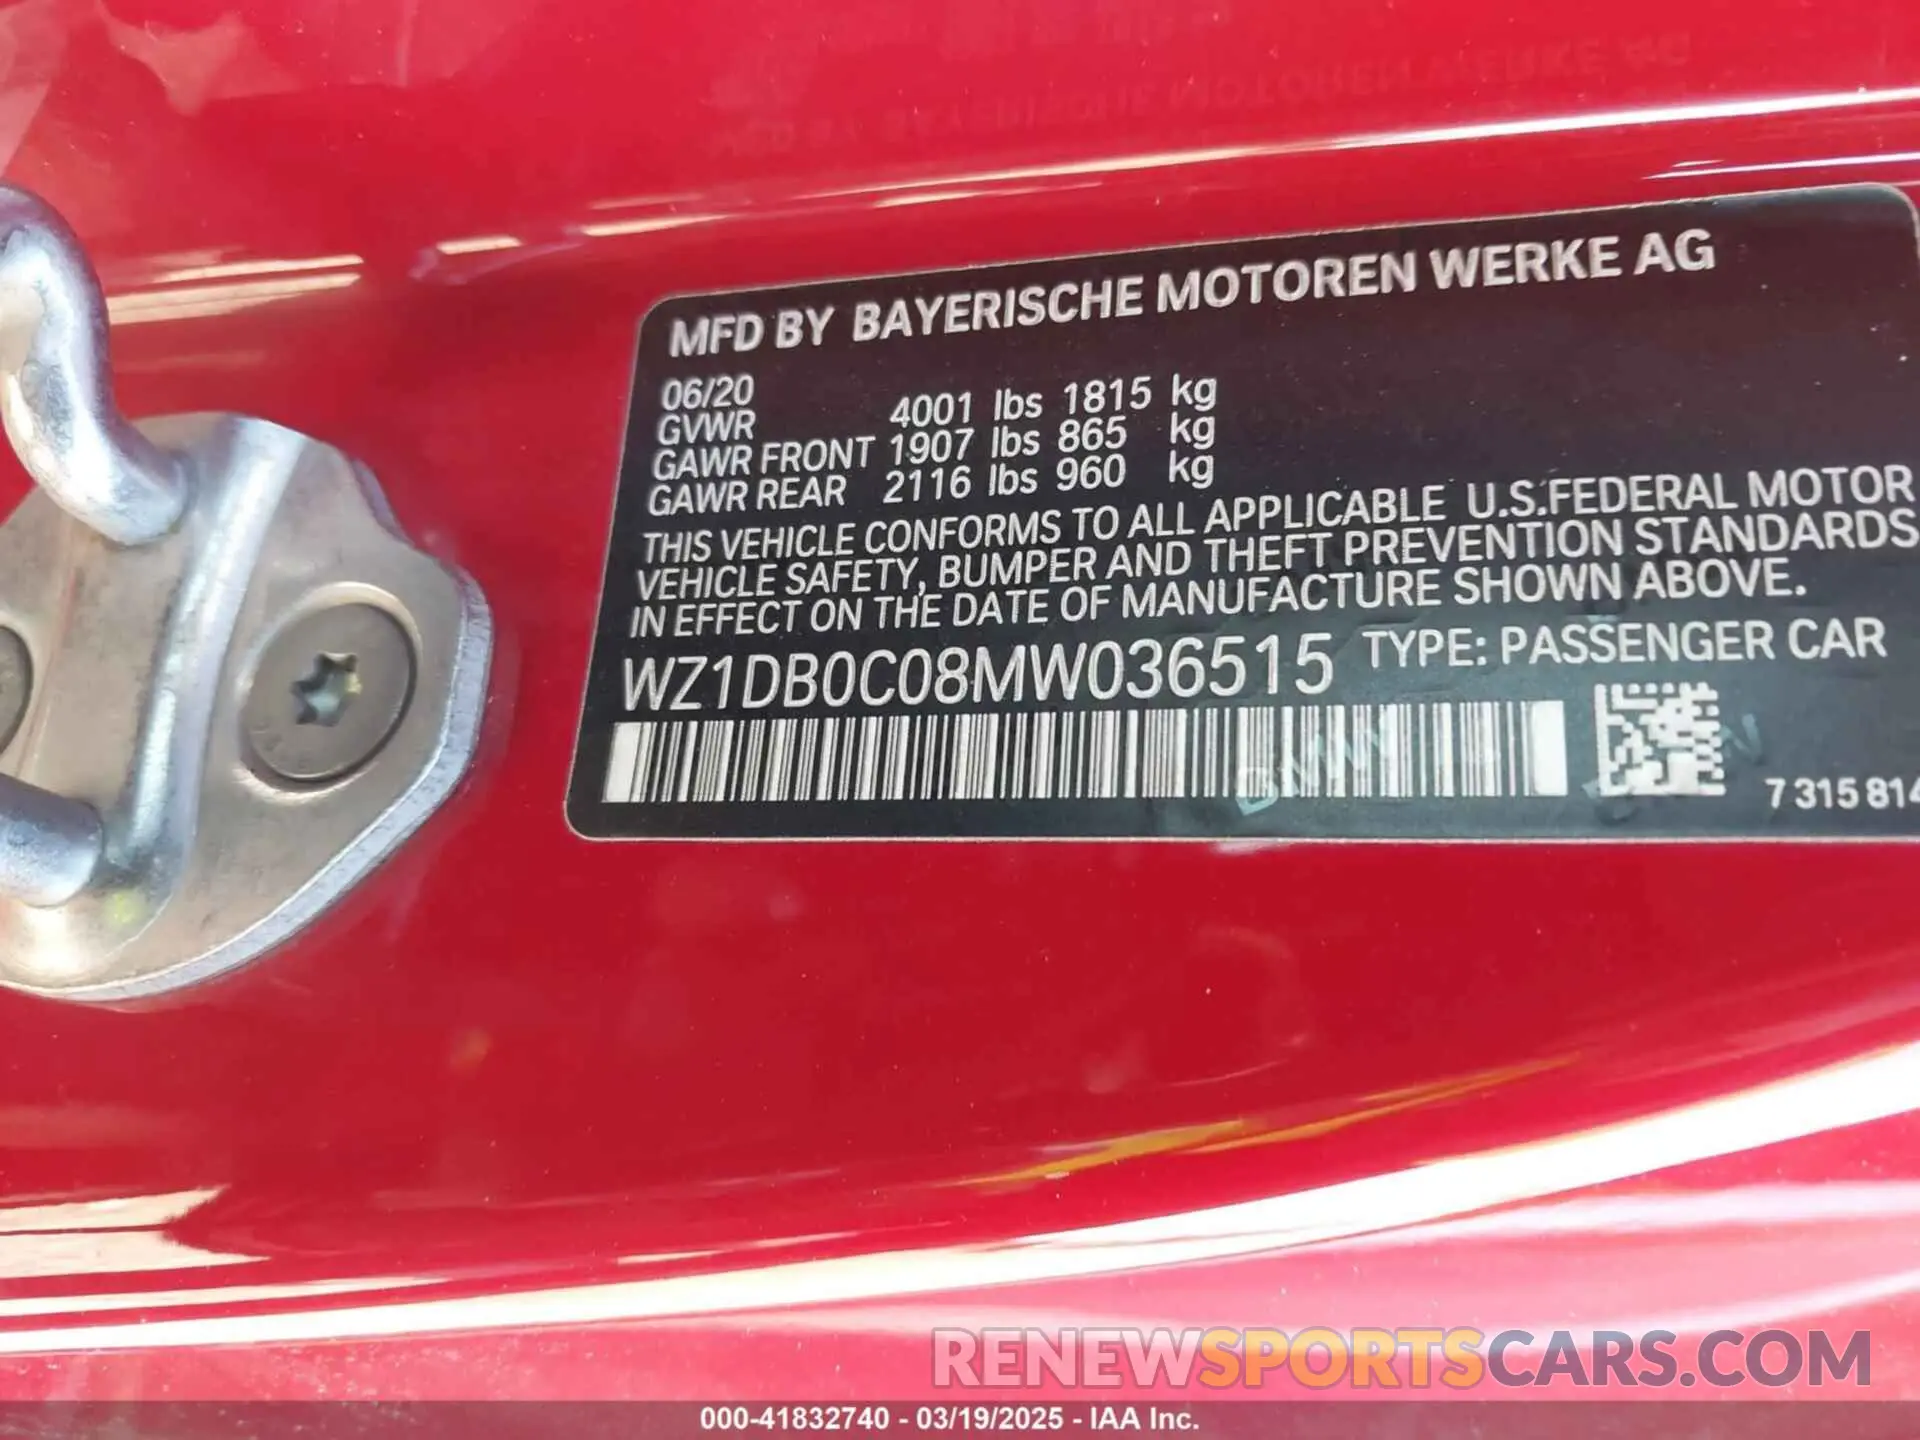 MFD BY BAYERISCHE MOTOREN WERKE AG
06/20
GVWR 4001 lbs 1815 kg
GAWR FRONT 1907 lbs 865 kg
GAWR REAR 2116 lbs 960 kg
THIS VEHICLE CONFORMS TO ALL APPLICABLE U.S.FEDERAL MOTOR
VEHICLE SAFETY, BUMPER AND THEFT PREVENTION STANDARDS
IN EFFECT ON THE DATE OF MANUFACTURE SHOWN ABOVE.
WZ1DB0C08MW036515 TYPE: PASSENGER CAR
7 315 814
RENEWSPORTSCARS.COM
000-41832740 - 03/19/2025 - IAA Inc.